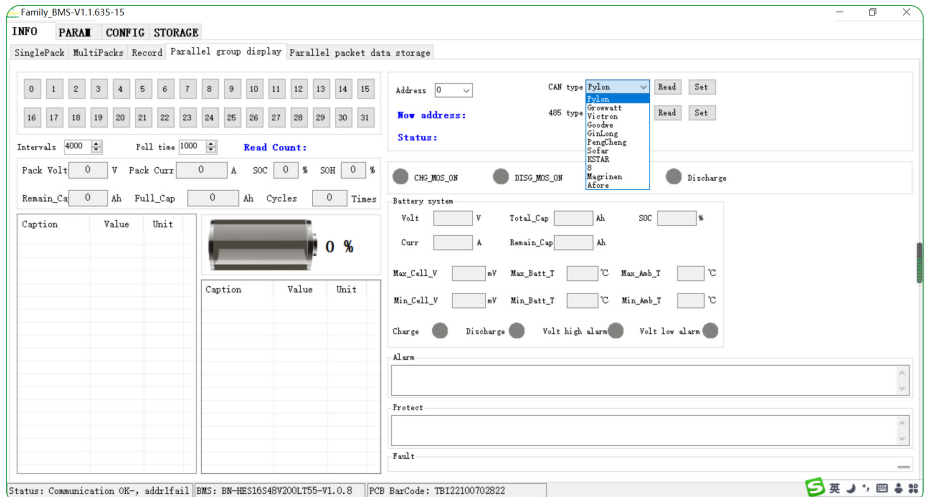 Family_BMS-V1.1.635-15
INFO PARAM CONFIG STORAGE
SinglePack MultiPacks Record Parallel group display Parallel packet data storage
0 1 2 3 4 5 6 7 8 9 10 11 12 13 14 15
16 17 18 19 20 21 22 23 24 25 26 27 28 29 30 31
Intervals 4000 Poll time 1000 Read Count:
Pack Volt 0 V Pack Curr 0 A SOC 0 % SOH 0 %
Remain_Ca 0 Ah Full_Cap 0 Ah Cycles 0 Times
Caption Value Unit
0 %
Caption Value Unit
Address 0 CAN type Pylon Read Set
Now address: 485 type Read Set
Status:
Pylon
Growwatt
Victron
Goodwe
GinLong
PengCheng
Sofar
ESTAR
8
Magrinen
Afore
CHG_MOS_ON DISG_MOS_ON Discharge
Battery system
Volt V Total_Cap Ah SOC %
Curr A Remain_Cap Ah
Max_Cell_V mV Max_Batt_T ℃ Max_Amb_T ℃
Min_Cell_V mV Min_Batt_T ℃ Min_Amb_T ℃
Charge Discharge Volt high alarm Volt low alarm
Alarm
Protect
Fault
Status: Communication OK-, addr1fail BMS: BN-HES16S48V200LT55-V1.0.8 PCB BarCode: TBI22100702822
英